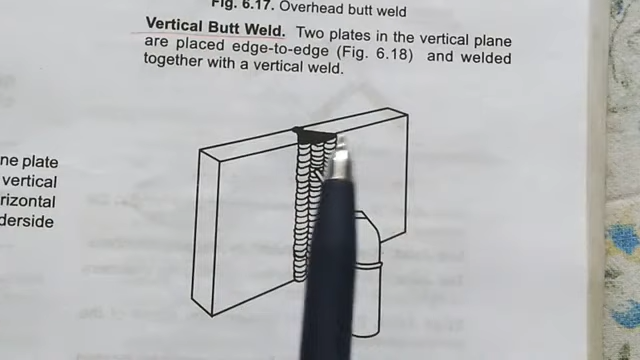 Fig. 6.17. Overhead butt weld
Vertical Butt Weld. Two plates in the vertical plane
are placed edge-to-edge (Fig. 6.18) and welded
together with a vertical weld.
ne plate
vertical
rizontal
derside